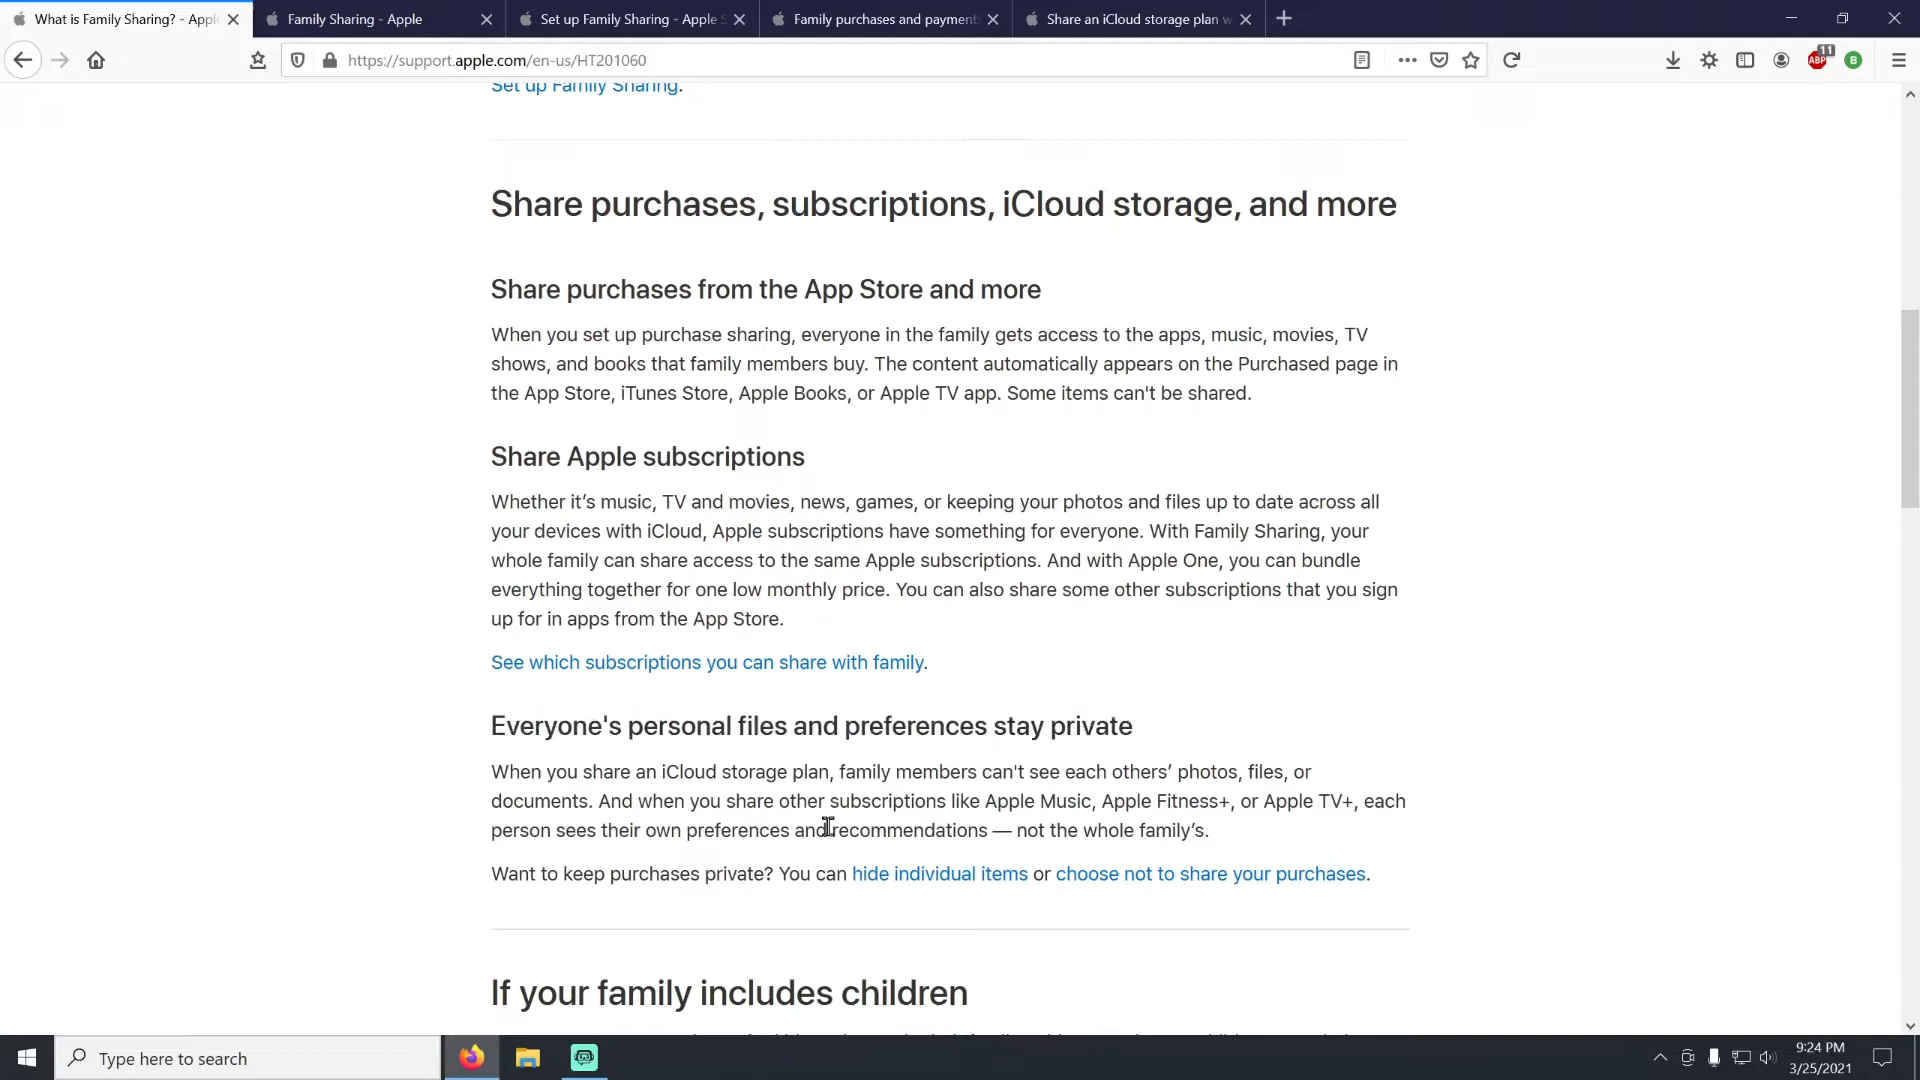 What is Family Sharing? - Appl
Family Sharing - Apple
Set up Family Sharing - Apple S
Family purchases and payment
Share an iCloud storage plan w
https://support.apple.com/en-us/HT201060
ABP
11
B
Set up Family Sharing.
Share purchases, subscriptions, iCloud storage, and more
Share purchases from the App Store and more
When you set up purchase sharing, everyone in the family gets access to the apps, music, movies, TV
shows, and books that family members buy. The content automatically appears on the Purchased page in
the App Store, iTunes Store, Apple Books, or Apple TV app. Some items can't be shared.
Share Apple subscriptions
Whether it’s music, TV and movies, news, games, or keeping your photos and files up to date across all
your devices with iCloud, Apple subscriptions have something for everyone. With Family Sharing, your
whole family can share access to the same Apple subscriptions. And with Apple One, you can bundle
everything together for one low monthly price. You can also share some other subscriptions that you sign
up for in apps from the App Store.
See which subscriptions you can share with family.
Everyone's personal files and preferences stay private
When you share an iCloud storage plan, family members can't see each others’ photos, files, or
documents. And when you share other subscriptions like Apple Music, Apple Fitness+, or Apple TV+, each
person sees their own preferences and recommendations — not the whole family’s.
Want to keep purchases private? You can hide individual items or choose not to share your purchases.
If your family includes children
Type here to search
9:24 PM
3/25/2021